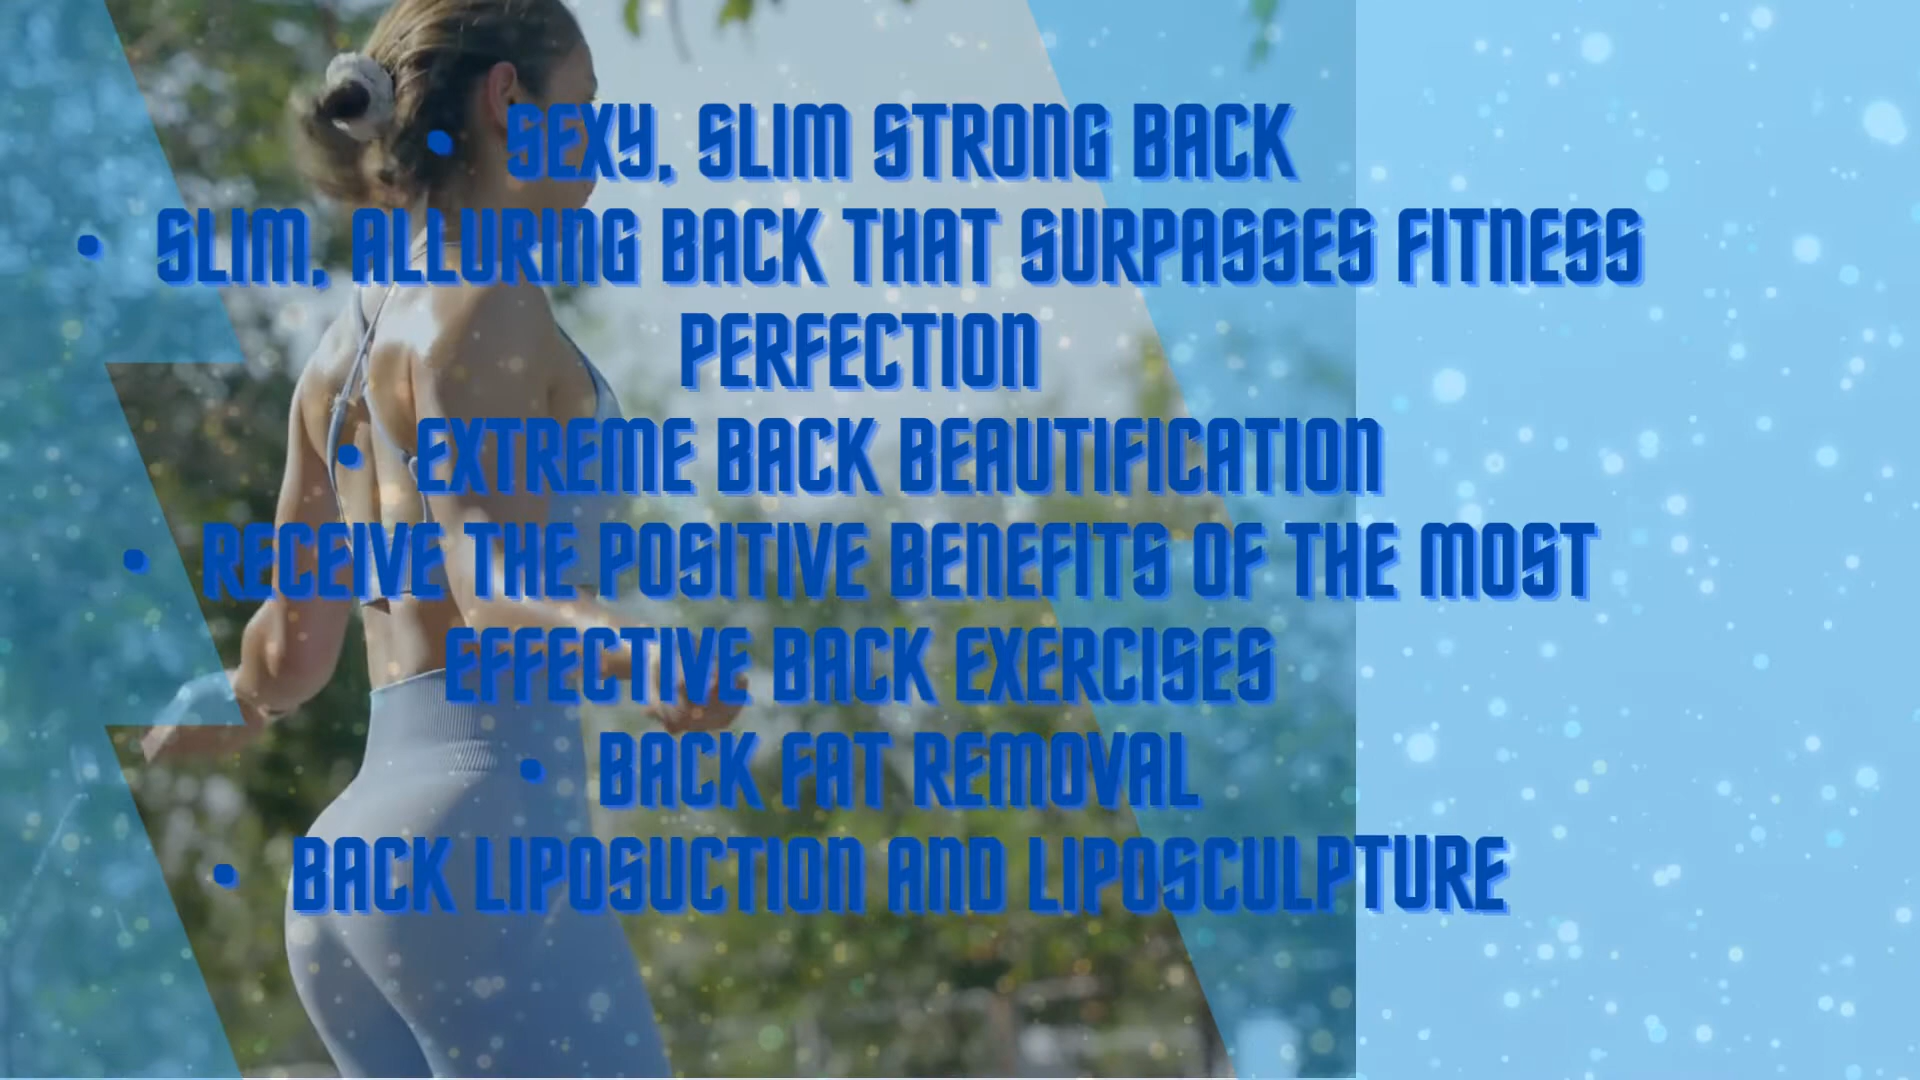 • SEXY, SLIM STRONG BACK
• SLIM, ALLURING BACK THAT SURPASSES FITNESS
PERFECTION
• EXTREME BACK BEAUTIFICATION
• RECEIVE THE POSITIVE BENEFITS OF THE MOST
EFFECTIVE BACK EXERCISES
• BACK FAT REMOVAL
• BACK LIPOSUCTION AND LIPOSCULPTURE